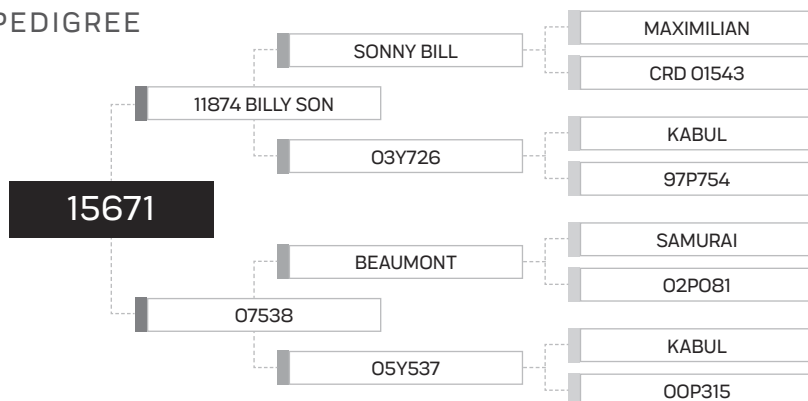 PEDIGREE
MAXIMILIAN
SONNY BILL
CRD 01543
11874 BILLY SON
KABUL
03Y726
97P754
15671
SAMURAI
BEAUMONT
02P081
07538
KABUL
05Y537
00P315